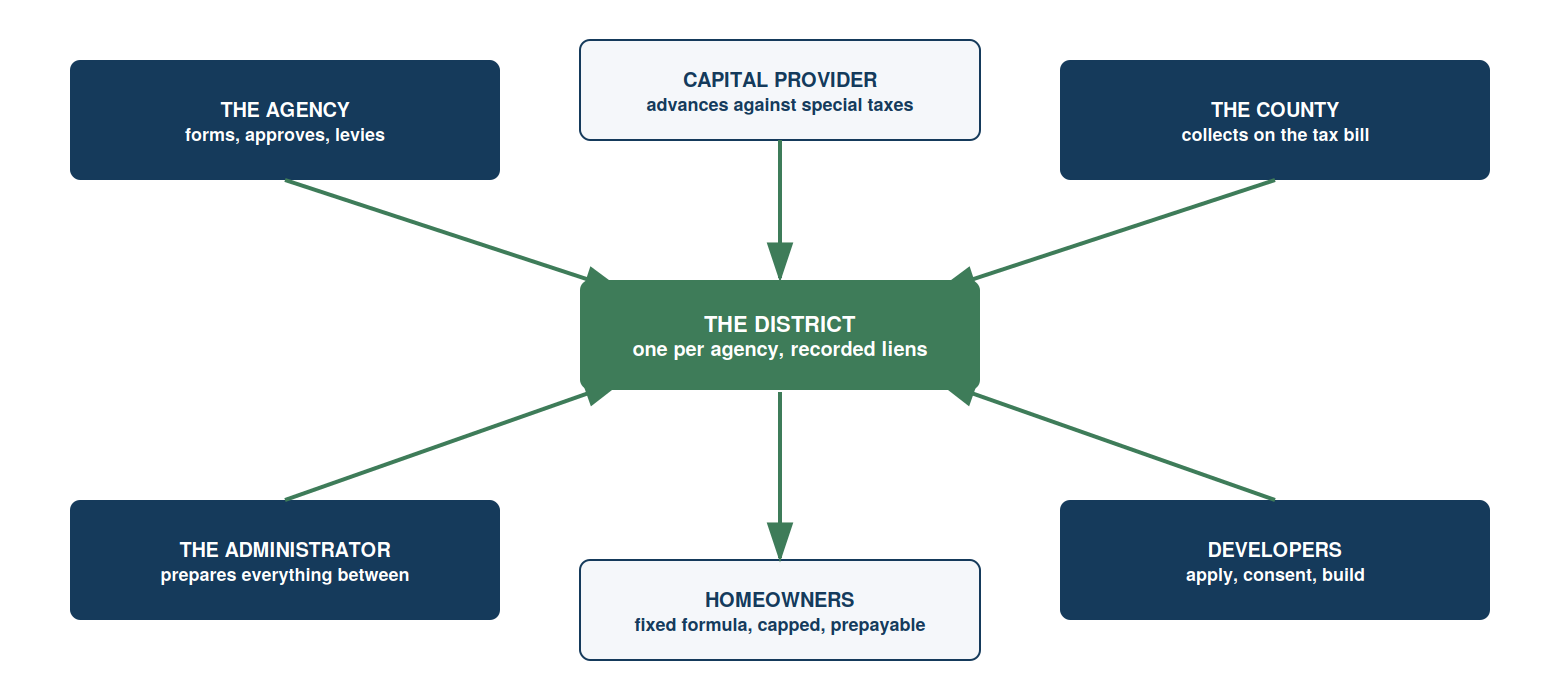 THE AGENCY
forms, approves, levies
CAPITAL PROVIDER
advances against special taxes
THE COUNTY
collects on the tax bill
THE DISTRICT
one per agency, recorded liens
THE ADMINISTRATOR
prepares everything between
HOMEOWNERS
fixed formula, capped, prepayable
DEVELOPERS
apply, consent, build